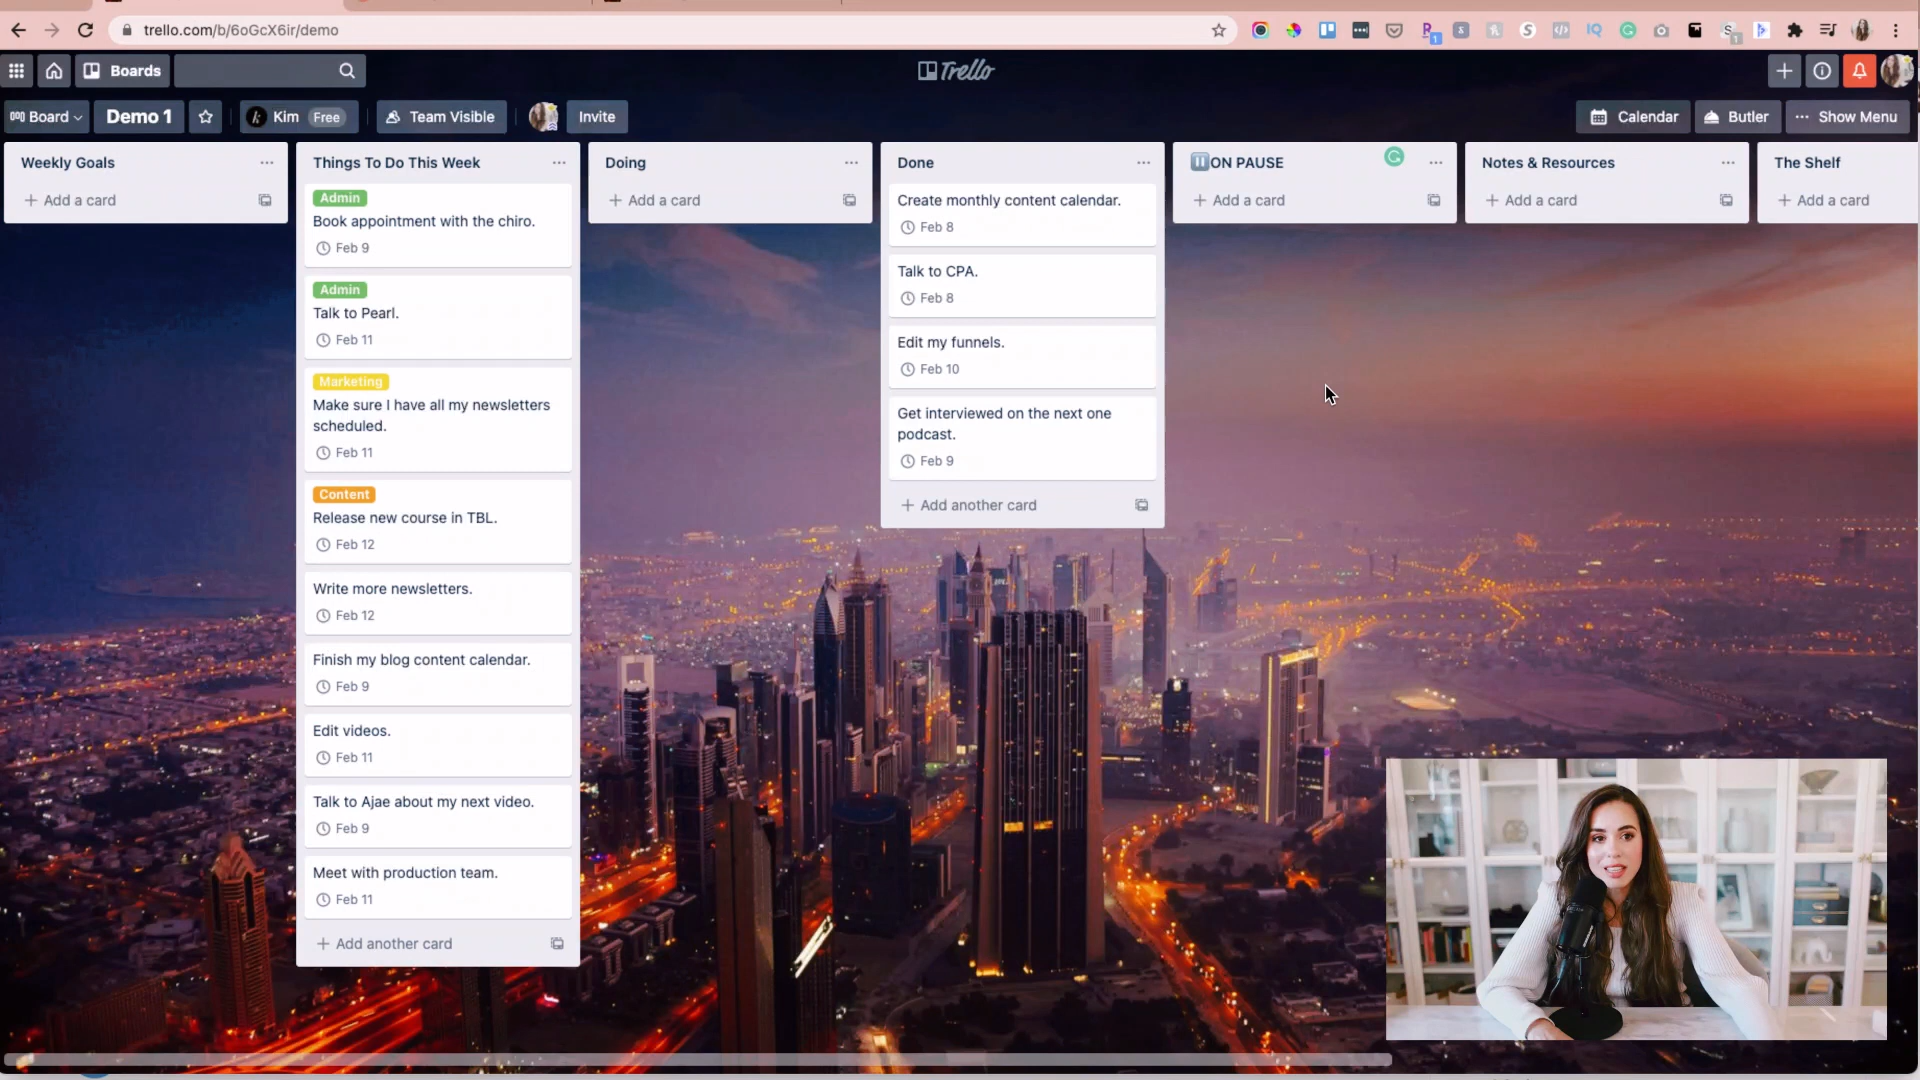 trello.com/b/6oGcX6ir/demo
Boards
Trello
Board
Demo 1
Kim Free
Team Visible
Invite
Calendar
Butler
Show Menu
Weekly Goals
+ Add a card
Things To Do This Week
Admin
Book appointment with the chiro.
Feb 9
Admin
Talk to Pearl.
Feb 11
Marketing
Make sure I have all my newsletters
scheduled.
Feb 11
Content
Release new course in TBL.
Feb 12
Write more newsletters.
Feb 12
Finish my blog content calendar.
Feb 9
Edit videos.
Feb 11
Talk to Ajae about my next video.
Feb 9
Meet with production team.
Feb 11
+ Add another card
Doing
+ Add a card
Done
Create monthly content calendar.
Feb 8
Talk to CPA.
Feb 8
Edit my funnels.
Feb 10
Get interviewed on the next one
podcast.
Feb 9
+ Add another card
⏸ON PAUSE
+ Add a card
Notes & Resources
+ Add a card
The Shelf
+ Add a card